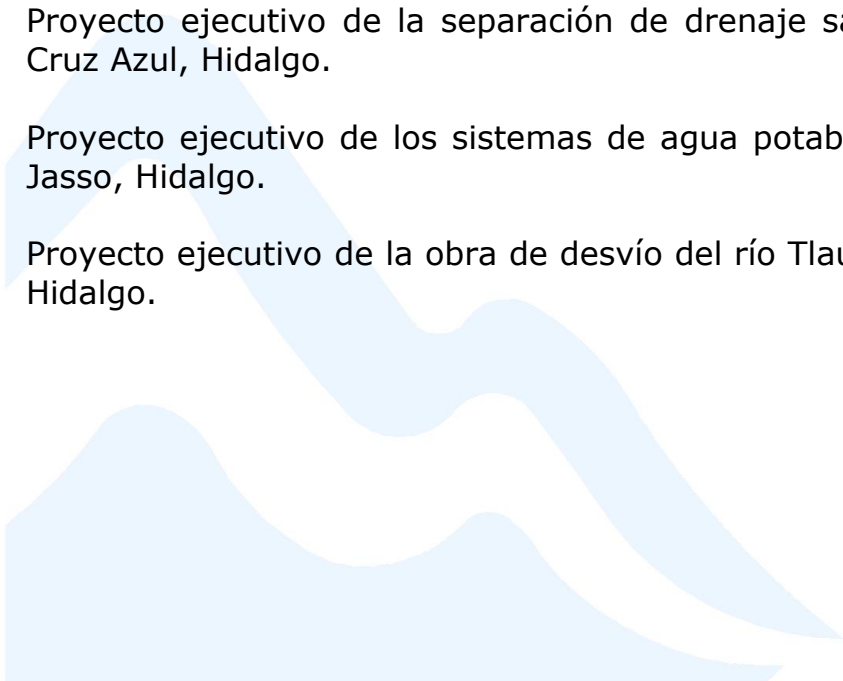 Proyecto ejecutivo de la separación de drenaje sa
Cruz Azul, Hidalgo.
Proyecto ejecutivo de los sistemas de agua potab
Jasso, Hidalgo.
Proyecto ejecutivo de la obra de desvío del río Tlau
Hidalgo.